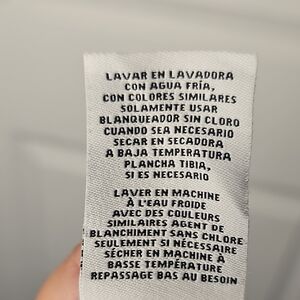 LAVAR EN LAVADORA
CON AGUA FRÍA,
CON COLORES SIMILARES
SOLAMENTE USAR
BLANQUEADOR SIN CLORO
CUANDO SEA NECESARIO
SECAR EN SECADORA
A BAJA TEMPERATURA
PLANCHA TIBIA,
SI ES NECESARIO
LAVER EN MACHINE
À L'EAU FROIDE
AVEC DES COULEURS
SIMILAIRES AGENT DE
BLANCHIMENT SANS CHLORE
SEULEMENT SI NÉCESSAIRE
SÉCHER EN MACHINE À
BASSE TEMPÉRATURE
REPASSAGE BAS AU BESOIN